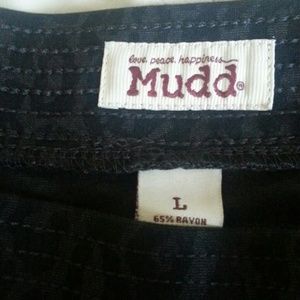 love. peace. happiness.
Mudd®
L
65% RAYON